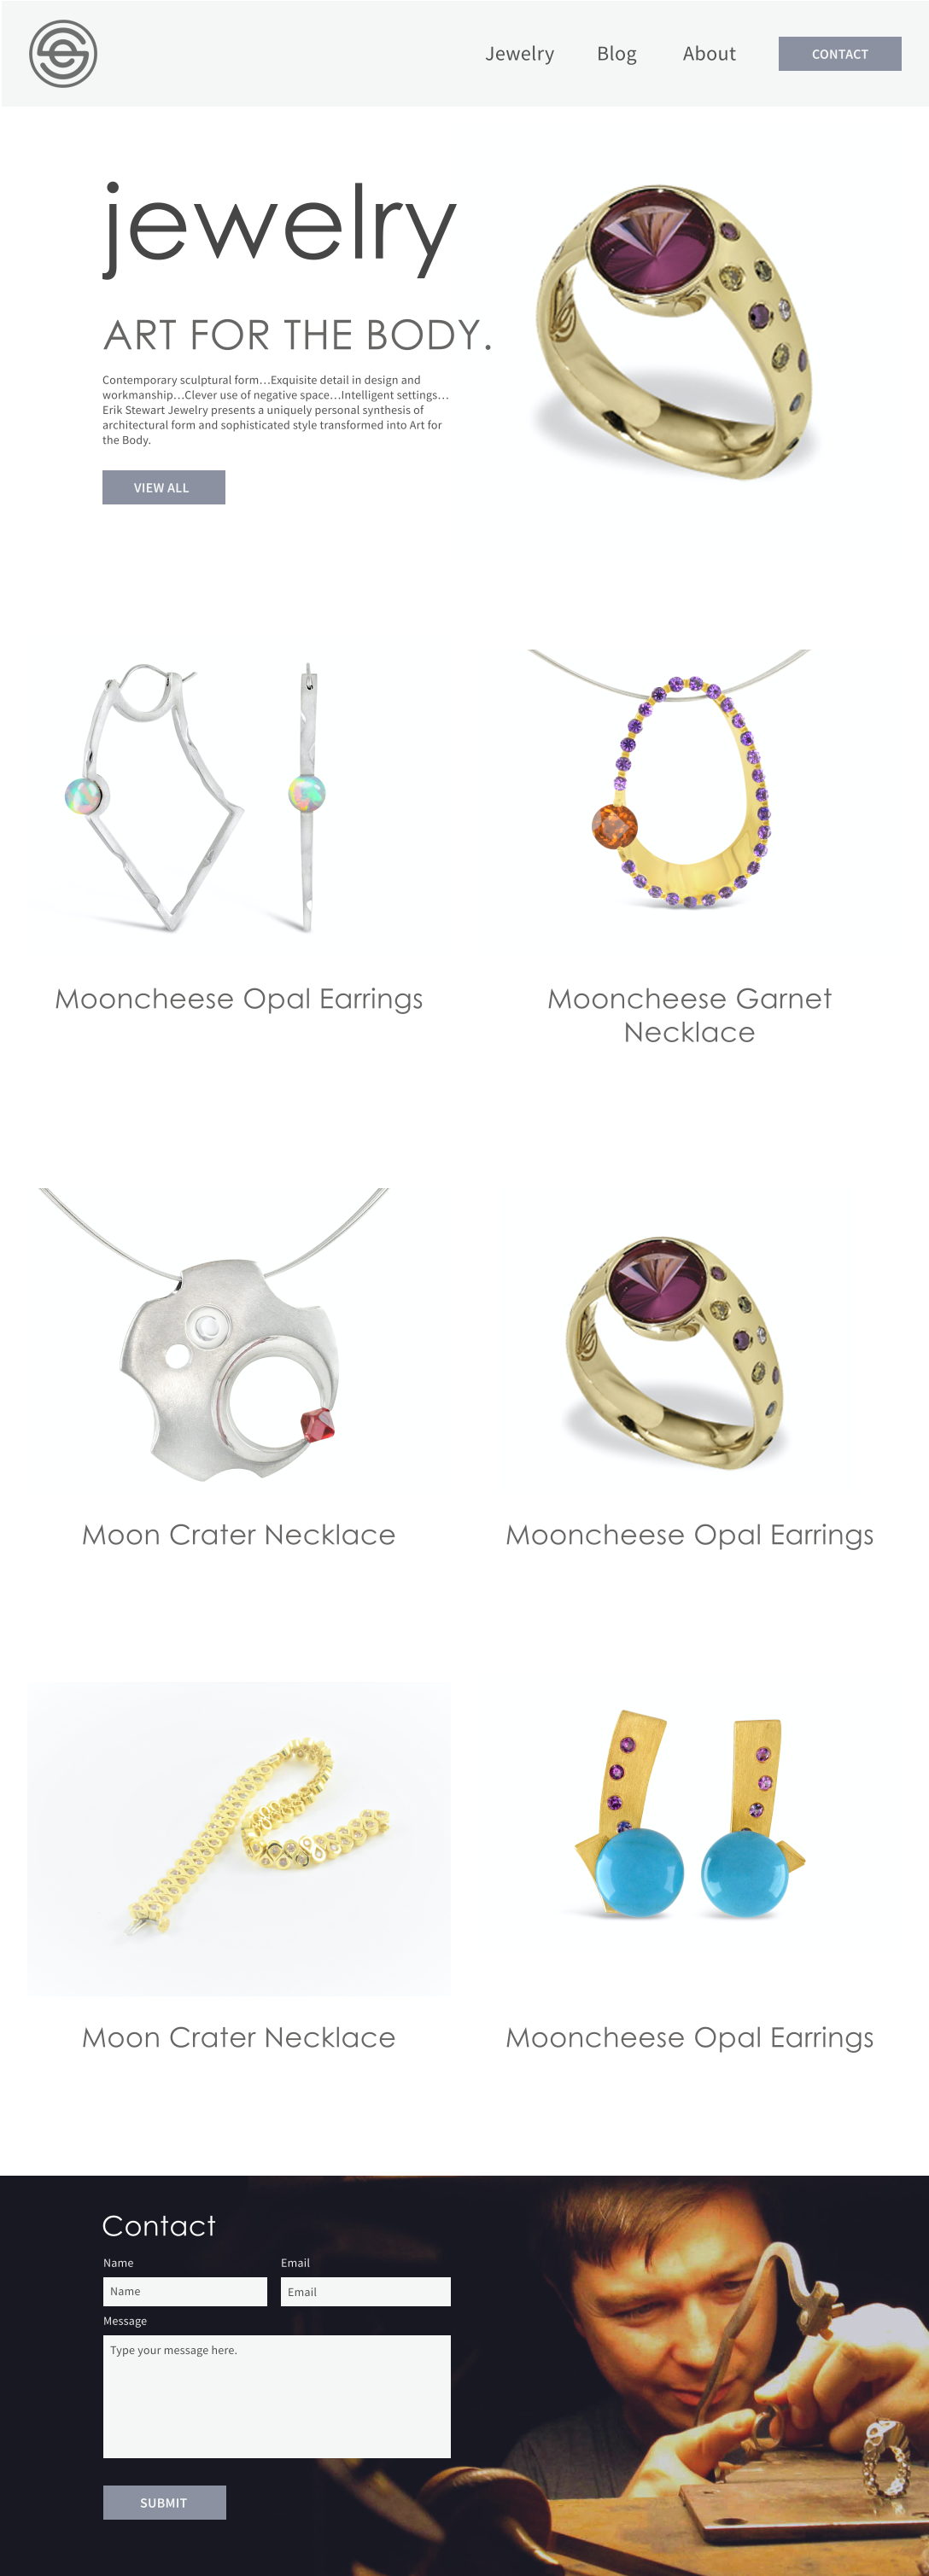 Jewelry Blog About CONTACT
jewelry
ART FOR THE BODY.
Contemporary sculptural form…Exquisite detail in design and
workmanship…Clever use of negative space…Intelligent settings…
Erik Stewart Jewelry presents a uniquely personal synthesis of
architectural form and sophisticated style transformed into Art for
the Body.
VIEW ALL
Mooncheese Opal Earrings
Mooncheese Garnet
Necklace
Moon Crater Necklace
Mooncheese Opal Earrings
Moon Crater Necklace
Mooncheese Opal Earrings
Contact
Name Email
Name Email
Message
Type your message here.
SUBMIT